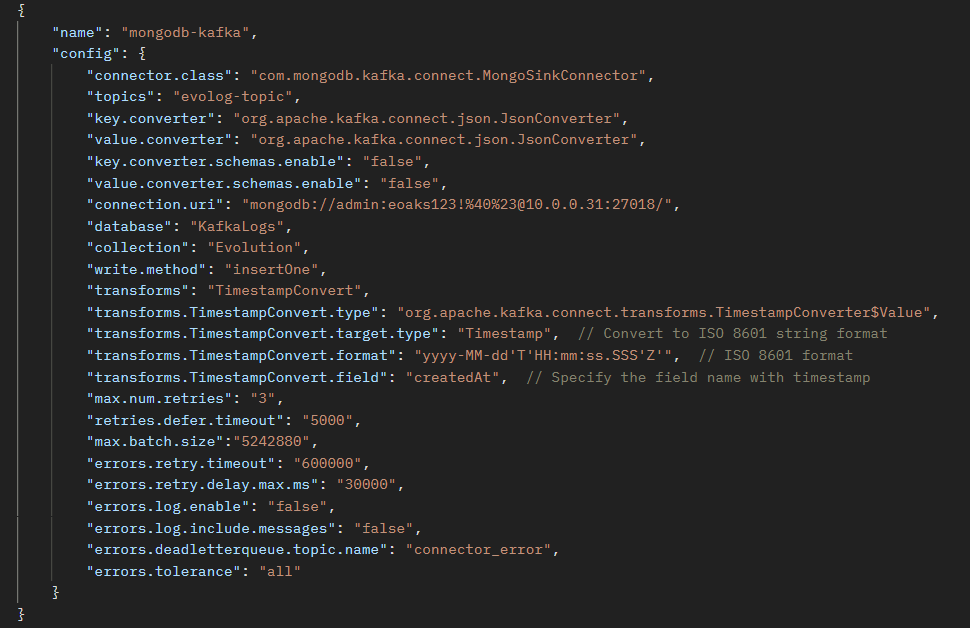 {
"name": "mongodb-kafka",
"config": {
"connector.class": "com.mongodb.kafka.connect.MongoSinkConnector",
"topics": "evolog-topic",
"key.converter": "org.apache.kafka.connect.json.JsonConverter",
"value.converter": "org.apache.kafka.connect.json.JsonConverter",
"key.converter.schemas.enable": "false",
"value.converter.schemas.enable": "false",
"connection.uri": "mongodb://admin:eoaks123!%40%23@10.0.0.31:27018/",
"database": "KafkaLogs",
"collection": "Evolution",
"write.method": "insertOne",
"transforms": "TimestampConvert",
"transforms.TimestampConvert.type": "org.apache.kafka.connect.transforms.TimestampConverter$Value",
"transforms.TimestampConvert.target.type": "Timestamp",  // Convert to ISO 8601 string format
"transforms.TimestampConvert.format": "yyyy-MM-dd'T'HH:mm:ss.SSS'Z'",  // ISO 8601 format
"transforms.TimestampConvert.field": "createdAt",  // Specify the field name with timestamp
"max.num.retries": "3",
"retries.defer.timeout": "5000",
"max.batch.size":"5242880",
"errors.retry.timeout": "600000",
"errors.retry.delay.max.ms": "30000",
"errors.log.enable": "false",
"errors.log.include.messages": "false",
"errors.deadletterqueue.topic.name": "connector_error",
"errors.tolerance": "all"
}
}